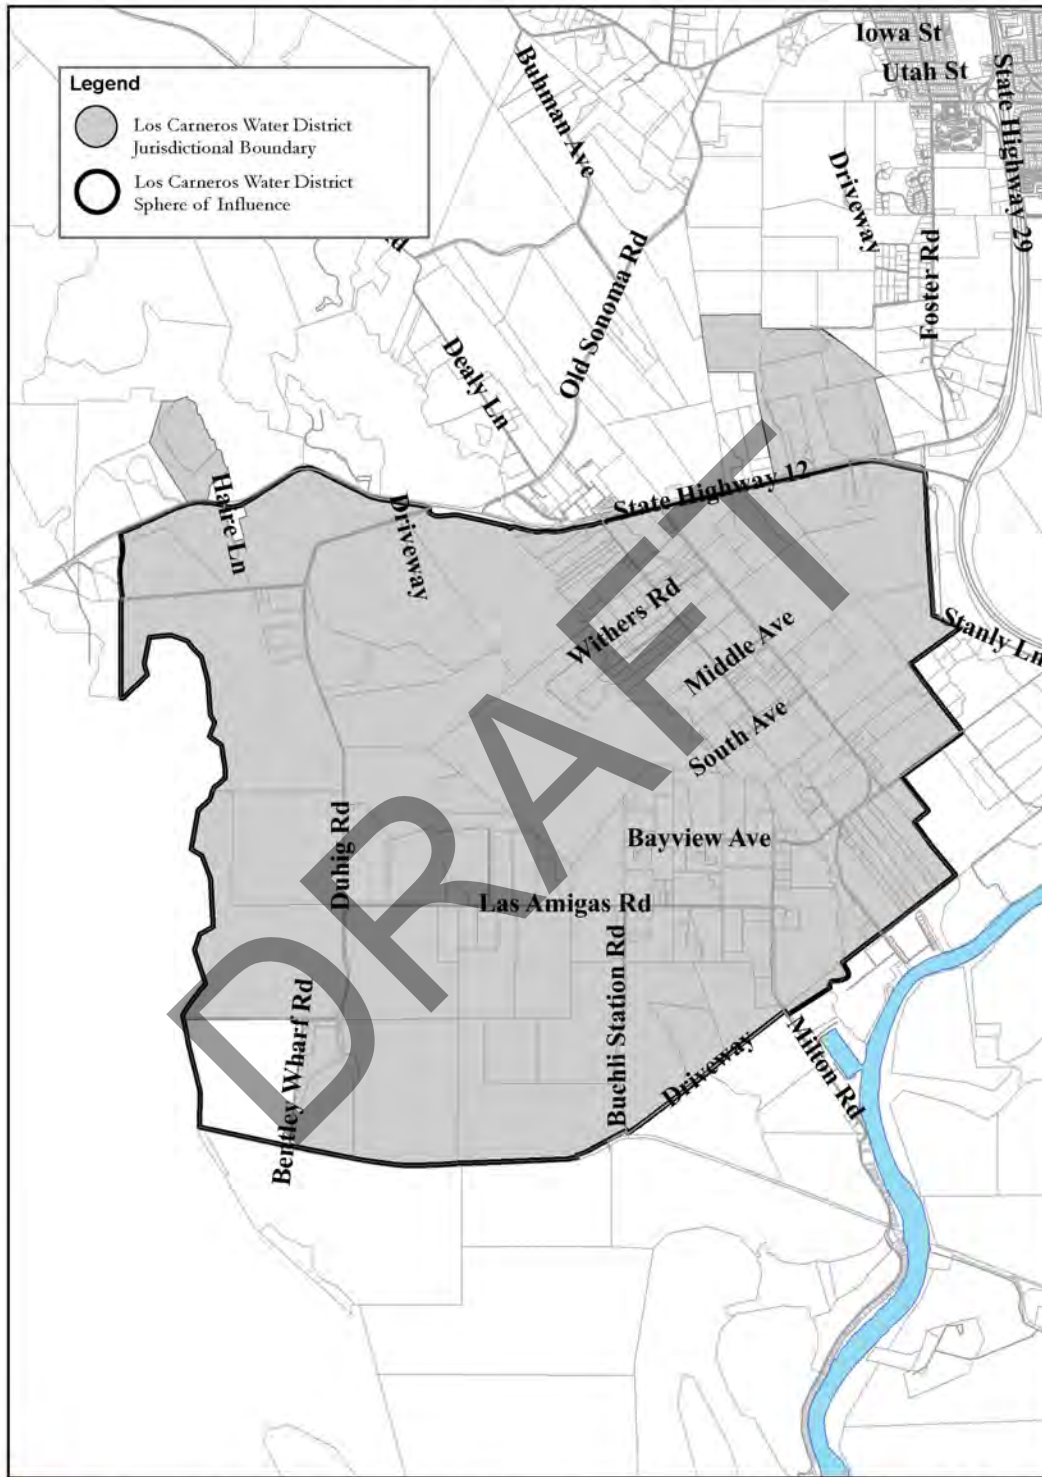 Iowa St
Utah St
State Highway 29
Buhman Ave
Legend
Los Carneros Water District
Jurisdictional Boundary
Los Carneros Water District
Sphere of Influence
Driveway
Foster Rd
Old Sonoma Rd
Dealy Ln
State Highway 12
Haire Ln
Driveway
Withers Rd
Middle Ave
Stanly Ln
South Ave
Duhig Rd
Bayview Ave
Las Amigas Rd
Buchli Station Rd
Bentley Wharf Rd
Driveway
Milton Rd
DRAFT